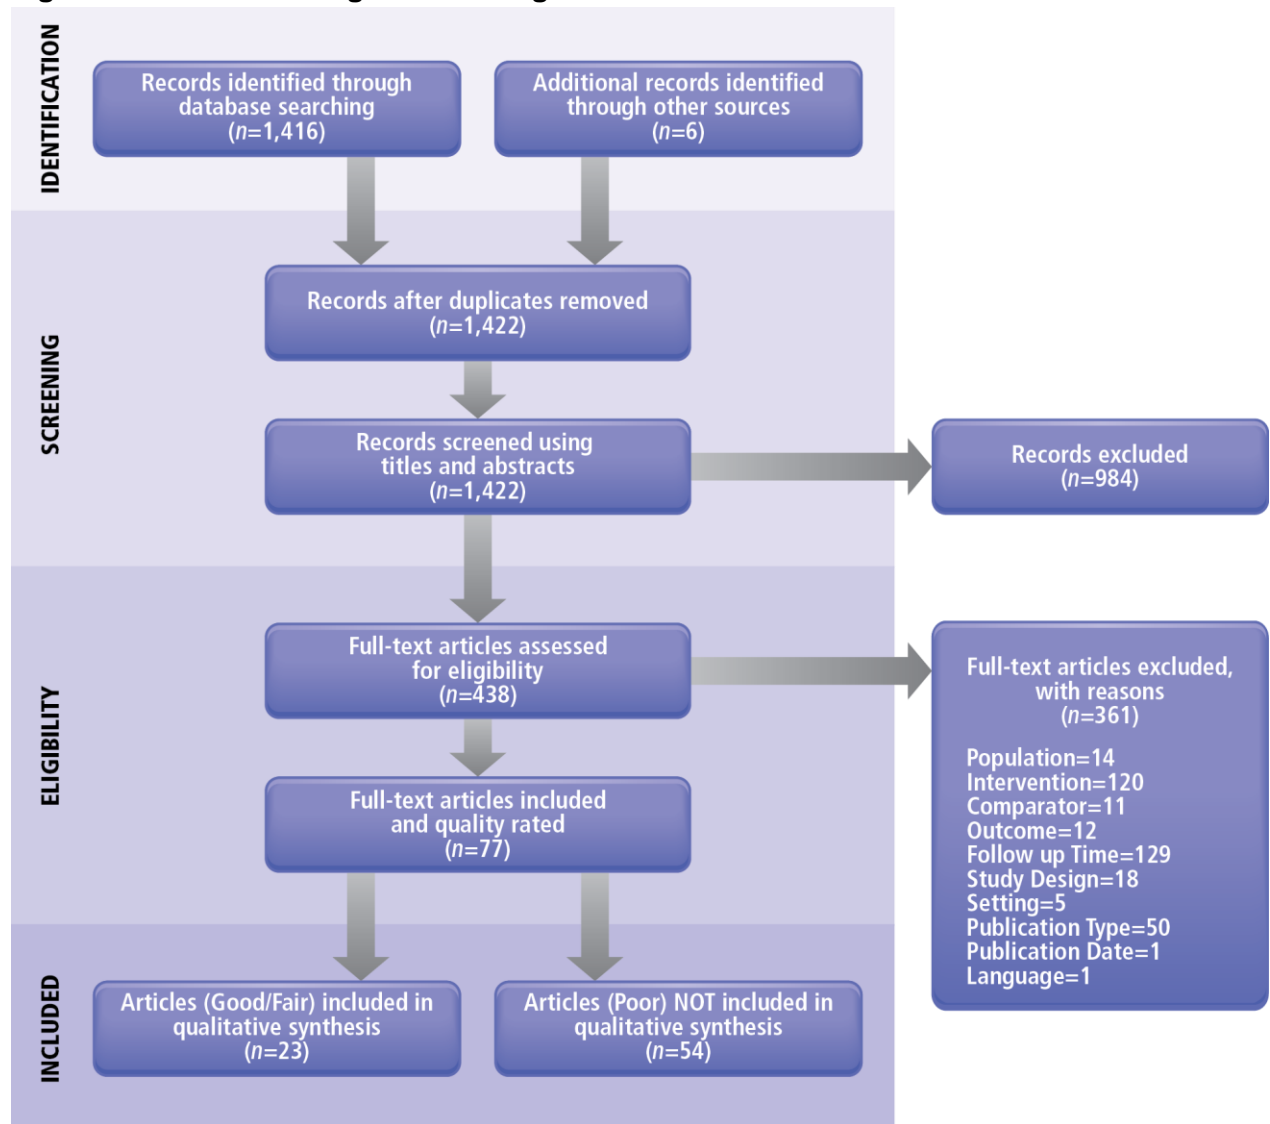 IDENTIFICATION
Records identified through
database searching
(n=1,416)
Additional records identified
through other sources
(n=6)
SCREENING
Records after duplicates removed
(n=1,422)
Records screened using
titles and abstracts
(n=1,422)
Records excluded
(n=984)
ELIGIBILITY
Full-text articles assessed
for eligibility
(n=438)
Full-text articles excluded,
with reasons
(n=361)
Population=14
Intervention=120
Comparator=11
Outcome=12
Follow up Time=129
Study Design=18
Setting=5
Publication Type=50
Publication Date=1
Language=1
Full-text articles included
and quality rated
(n=77)
INCLUDED
Articles (Good/Fair) included in
qualitative synthesis
(n=23)
Articles (Poor) NOT included in
qualitative synthesis
(n=54)